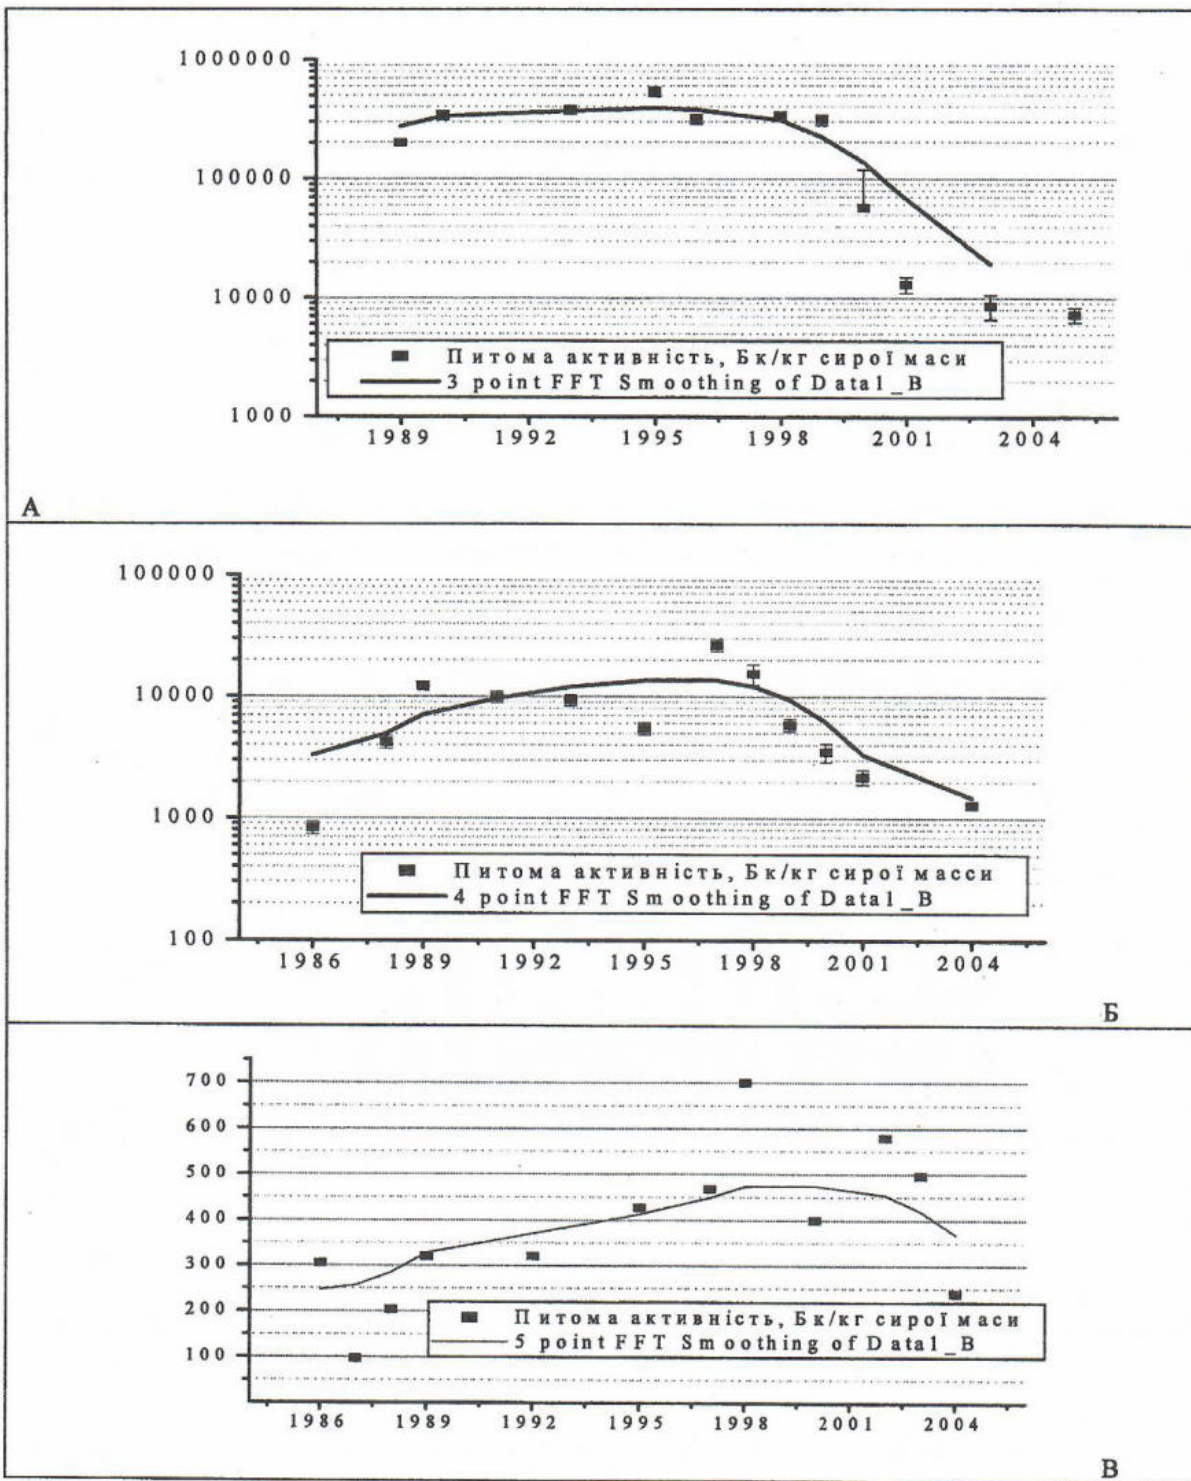 1000000
100000
10000
1000
■ Питома активність, Бк/кг сирої маси
3 point FFT Smoothing of Data1_B
1989 1992 1995 1998 2001 2004
А
100000
10000
1000
100
■ Питома активність, Бк/кг сирої масси
4 point FFT Smoothing of Data1_B
1986 1989 1992 1995 1998 2001 2004
Б
700
600
500
400
300
200
100
■ Питома активність, Бк/кг сирої маси
5 point FFT Smoothing of Data1_B
1986 1989 1992 1995 1998 2001 2004
В